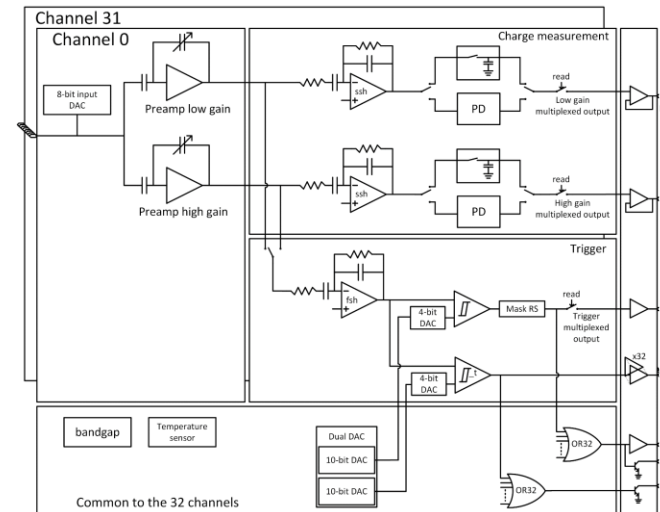 Channel 31
Channel 0
Charge measurement
8-bit input
DAC
Preamp low gain
ssh
PD
read
Low gain
multiplexed output
Preamp high gain
ssh
PD
read
High gain
multiplexed output
Trigger
fsh
4-bit
DAC
Mask RS
read
Trigger
multiplexed
output
x32
4-bit
DAC
_t
bandgap
Temperature
sensor
Dual DAC
10-bit DAC
10-bit DAC
OR32
OR32
Common to the 32 channels